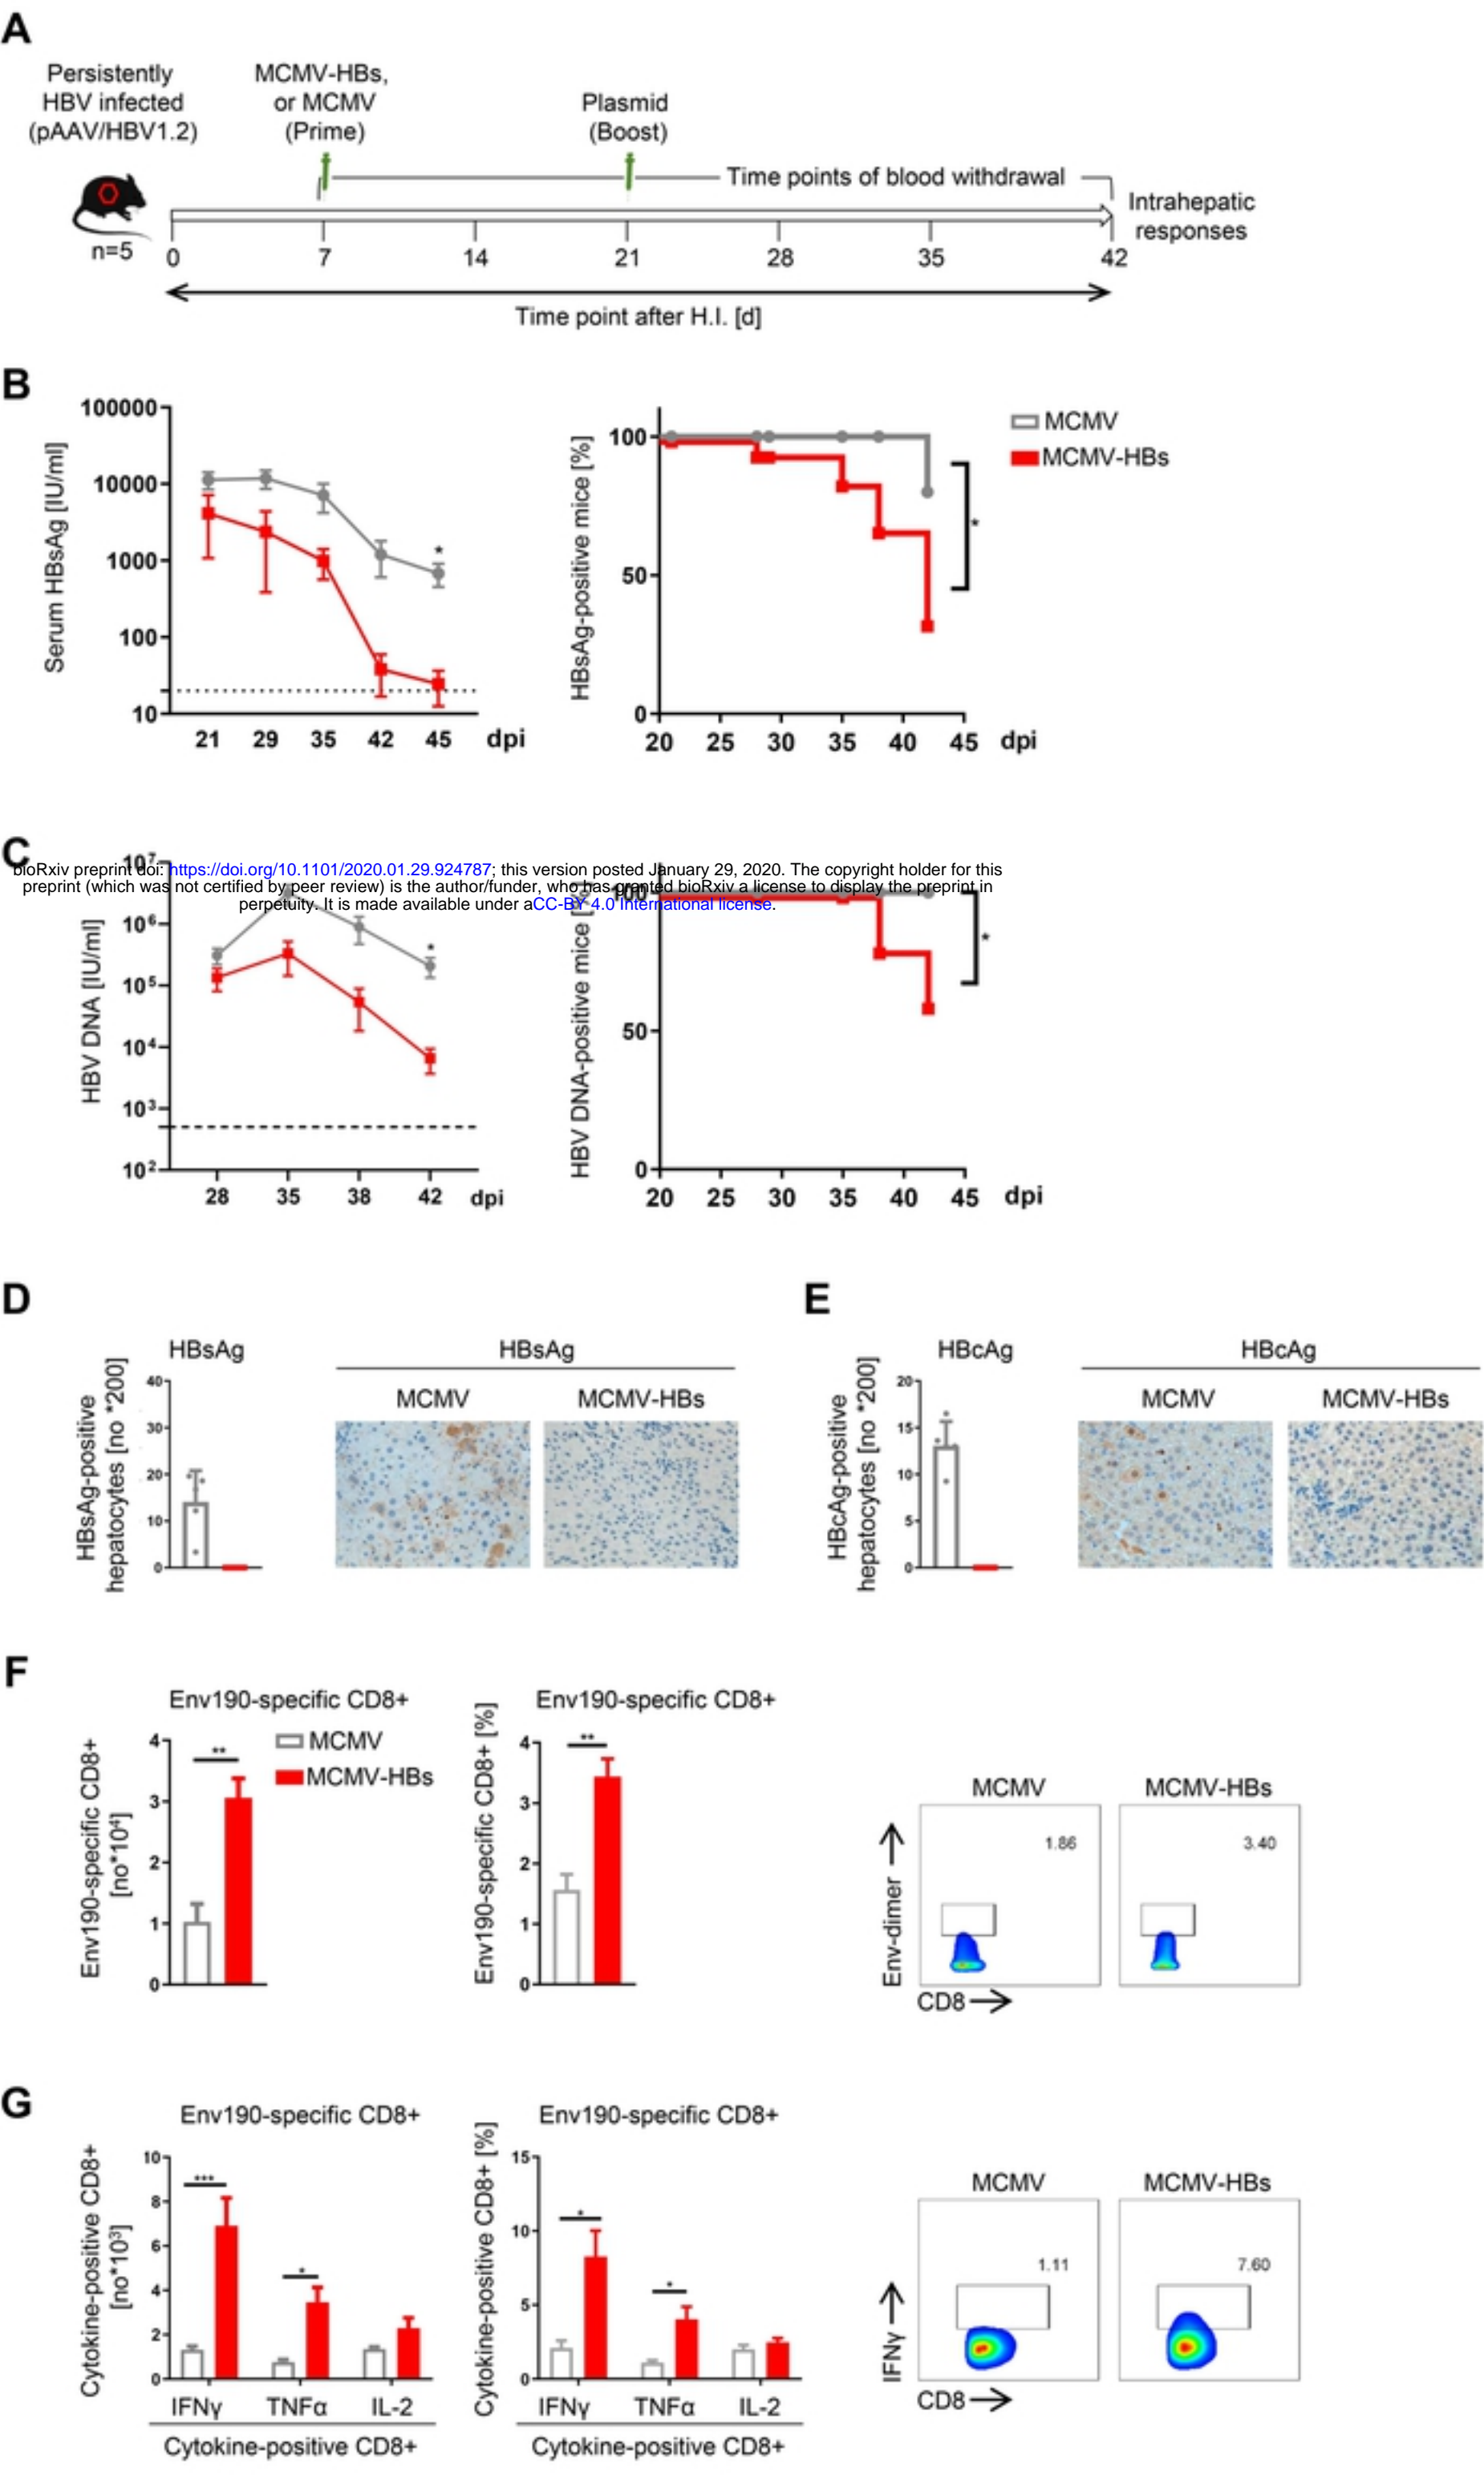 A
Persistently
HBV infected
(pAAV/HBV1.2)
n=5
MCMV-HBs,
or MCMV
(Prime)
Plasmid
(Boost)
Time points of blood withdrawal
Intrahepatic
responses
0 7 14 21 28 35 42
Time point after H.I. [d]
B
Serum HBsAg [IU/ml]
100000
10000
1000
100
10
*
21 29 35 42 45 dpi
HBsAg-positive mice [%]
100
50
0
20 25 30 35 40 45 dpi
MCMV
MCMV-HBs
*
C
bioRxiv preprint doi: https://doi.org/10.1101/2020.01.29.924787; this version posted January 29, 2020. The copyright holder for this
preprint (which was not certified by peer review) is the author/funder, who has granted bioRxiv a license to display the preprint in
perpetuity. It is made available under aCC-BY 4.0 International license.
HBV DNA [IU/ml]
10⁷
10⁶
10⁵
10⁴
10³
10²
*
28 35 38 42 dpi
HBV DNA-positive mice [%]
100
50
0
20 25 30 35 40 45 dpi
*
D
HBsAg
HBsAg-positive
hepatocytes [no *200]
40
30
20
10
0
HBsAg
MCMV MCMV-HBs
E
HBcAg
HBcAg-positive
hepatocytes [no *200]
20
15
10
5
0
HBcAg
MCMV MCMV-HBs
F
Env190-specific CD8+
Env190-specific CD8+
[no*10⁴]
4
3
2
1
0
**
MCMV
MCMV-HBs
Env190-specific CD8+
Env190-specific CD8+ [%]
4
3
2
1
0
**
MCMV MCMV-HBs
1.86 3.40
Env-dimer
CD8
G
Env190-specific CD8+
Cytokine-positive CD8+
[no*10³]
10
8
6
4
2
0
***
*
IFNγ TNFα IL-2
Cytokine-positive CD8+
Env190-specific CD8+
Cytokine-positive CD8+ [%]
15
10
5
0
*
*
IFNγ TNFα IL-2
Cytokine-positive CD8+
MCMV MCMV-HBs
1.11 7.60
IFNγ
CD8